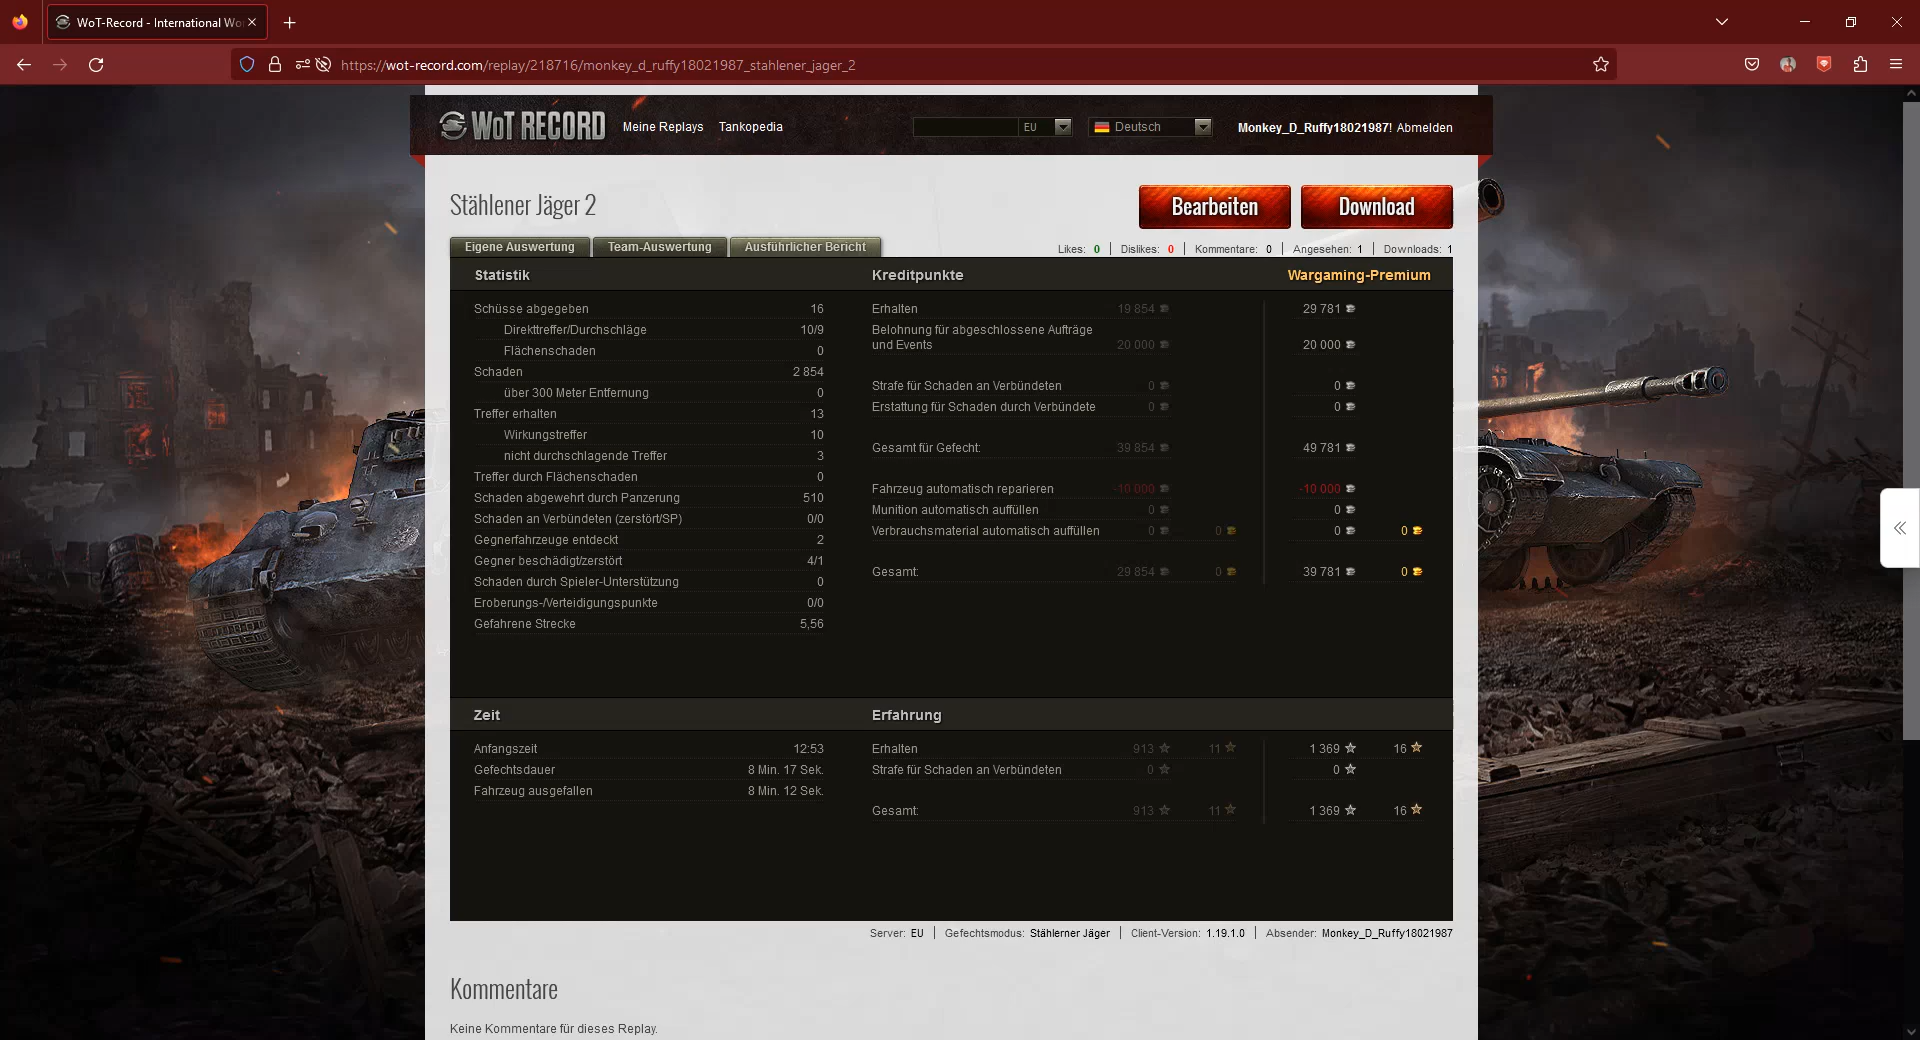 WoT-Record - International Wo
https://wot-record.com/replay/218716/monkey_d_ruffy18021987_stahlener_jager_2
WOT RECORD Meine Replays Tankopedia EU Deutsch Monkey_D_Ruffy18021987! Abmelden
Stählener Jäger 2 Bearbeiten Download
Eigene Auswertung Team-Auswertung Ausführlicher Bericht Likes: 0 Dislikes: 0 Kommentare: 0 Angesehen: 1 Downloads: 1
Statistik Kreditpunkte Wargaming-Premium
Schüsse abgegeben 16 Erhalten 19 854 29 781
Direkttreffer/Durchschläge 10/9 Belohnung für abgeschlossene Aufträge
Flächenschaden 0 und Events 20 000 20 000
Schaden 2 854
über 300 Meter Entfernung 0 Strafe für Schaden an Verbündeten 0 0
Treffer erhalten 13 Erstattung für Schaden durch Verbündete 0 0
Wirkungstreffer 10
nicht durchschlagende Treffer 3 Gesamt für Gefecht: 39 854 49 781
Treffer durch Flächenschaden 0
Schaden abgewehrt durch Panzerung 510 Fahrzeug automatisch reparieren -10 000 -10 000
Schaden an Verbündeten (zerstört/SP) 0/0 Munition automatisch auffüllen 0 0
Gegnerfahrzeuge entdeckt 2 Verbrauchsmaterial automatisch auffüllen 0 0 0 0
Gegner beschädigt/zerstört 4/1
Schaden durch Spieler-Unterstützung 0 Gesamt: 29 854 0 39 781 0
Eroberungs-/Verteidigungspunkte 0/0
Gefahrene Strecke 5,56
Zeit Erfahrung
Anfangszeit 12:53 Erhalten 913 11 1 369 16
Gefechtsdauer 8 Min. 17 Sek. Strafe für Schaden an Verbündeten 0 0
Fahrzeug ausgefallen 8 Min. 12 Sek.
Gesamt: 913 11 1 369 16
Server: EU Gefechtsmodus: Stählerner Jäger Client-Version: 1.19.1.0 Absender: Monkey_D_Ruffy18021987
Kommentare
Keine Kommentare für dieses Replay.